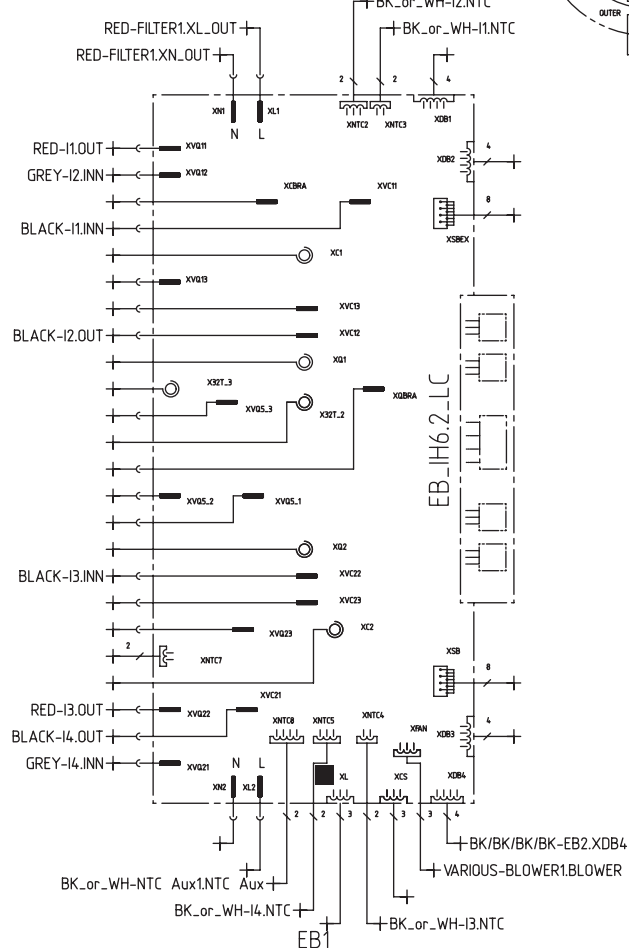 BK_or_WH-I2.NTC
OUTER
RED-FILTER1.XL_OUT
BK_or_WH-I1.NTC
RED-FILTER1.XN_OUT
2
2
4
XN1
XL1
XNTC2
XNTC3
XDB1
N
L
RED-I1.OUT
XVQ11
XDB2
4
GREY-I2.INN
XVQ12
XCBRA
XVC11
8
BLACK-I1.INN
XSBEX
XC1
XVQ13
XVC13
BLACK-I2.OUT
XVC12
XQ1
X32T_3
XQBRA
XVQS_3
X32T_2
EB_IH6.2_LC
XVQS_2
XVQS_1
XQ2
BLACK-I3.INN
XVC22
XVC23
XVQ23
XC2
2
XNTC7
XSB
8
RED-I3.OUT
XVQ22
XVC21
BLACK-I4.OUT
XNTC8
XNTC5
XNTC4
XFAN
XDB3
4
GREY-I4.INN
XVQ21
N
L
XL
XCS
XN2
XL2
XDB4
2
2
3
2
3
3
4
BK/BK/BK/BK-EB2.XDB4
VARIOUS-BLOWER1.BLOWER
BK_or_WH-NTC Aux1.NTC Aux
BK_or_WH-I4.NTC
BK_or_WH-I3.NTC
EB1